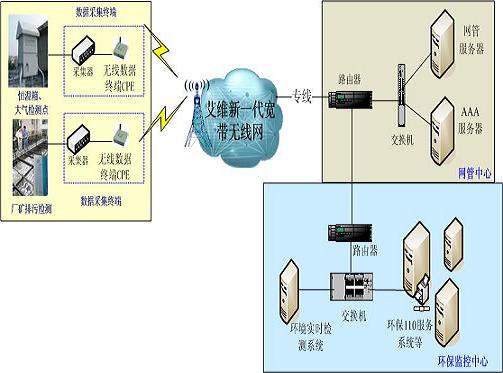 数据采集终端
采集器
无线数据
终端CPE
恒温箱、
大气检测点
采集器
无线数据
终端CPE
厂矿排污检测
数据采集终端
艾维新一代宽
带无线网
专线
路由器
交换机
网管
服务器
AAA
服务器
网管中心
路由器
交换机
环境实时检
测系统
环保110服务
系统等
环保监控中心